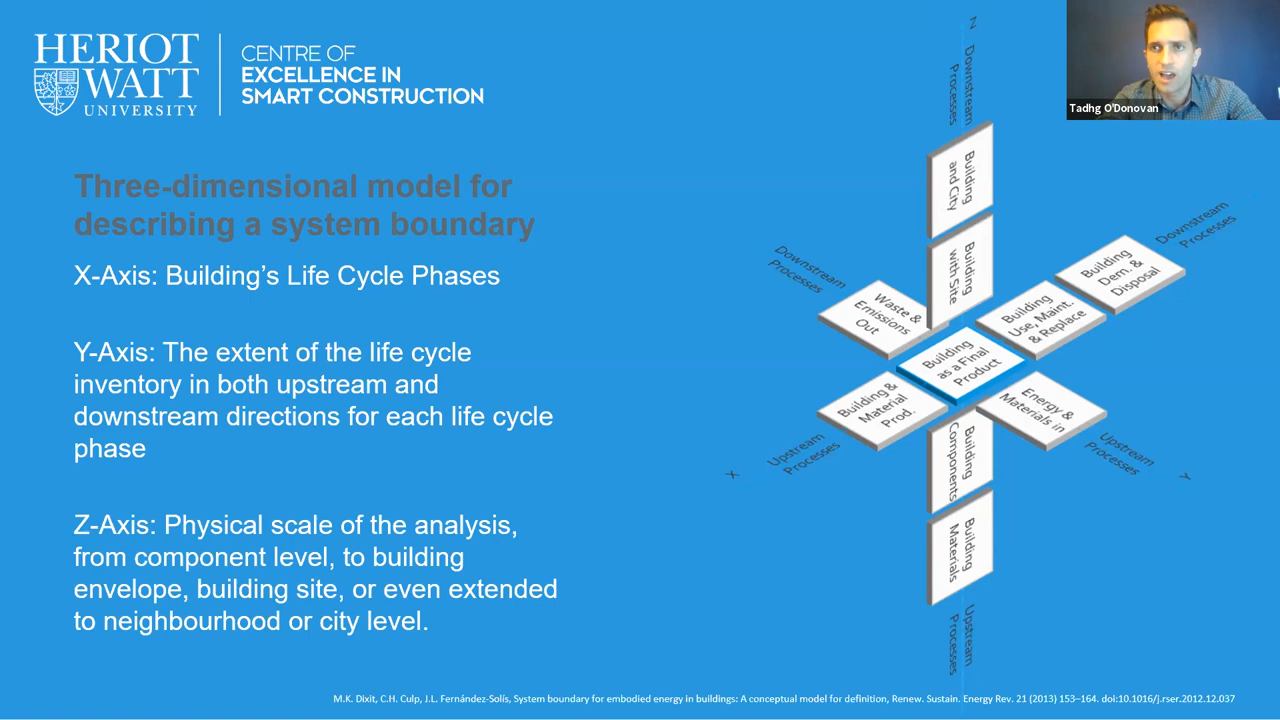 HERIOT
WATT
UNIVERSITY
CENTRE OF
EXCELLENCE IN
SMART CONSTRUCTION
Tadhg O'Donovan
Three-dimensional model for
describing a system boundary
X-Axis: Building's Life Cycle Phases
Y-Axis: The extent of the life cycle
inventory in both upstream and
downstream directions for each life cycle
phase
Z-Axis: Physical scale of the analysis,
from component level, to building
envelope, building site, or even extended
to neighbourhood or city level.
Z
Downstream
Processes
Building
and City
Building
with Site
Downstream
Processes
Waste &
Emissions
Out
Downstream
Processes
Building
Dem. &
Disposal
Building
Use, Maint.
& Replace
Building
as a Final
Product
Building &
Material
Prod.
Energy &
Materials in
Upstream
Processes
X
Upstream
Processes
Y
Building
Components
Building
Materials
Upstream
Processes
M.K. Dixit, C.H. Culp, J.L. Fernández-Solís, System boundary for embodied energy in buildings: A conceptual model for definition, Renew. Sustain. Energy Rev. 21 (2013) 153–164. doi:10.1016/j.rser.2012.12.037